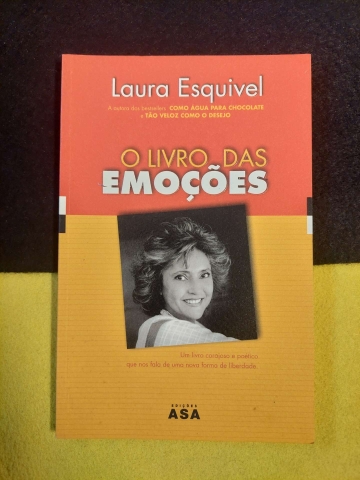 Laura Esquivel
A autora dos bestsellers COMO ÁGUA PARA CHOCOLATE
e TÃO VELOZ COMO O DESEJO
O LIVRO DAS
EMOÇÕES
Um livro corajoso e poético,
que nos fala de uma nova forma de liberdade.
EDIÇÕES
ASA